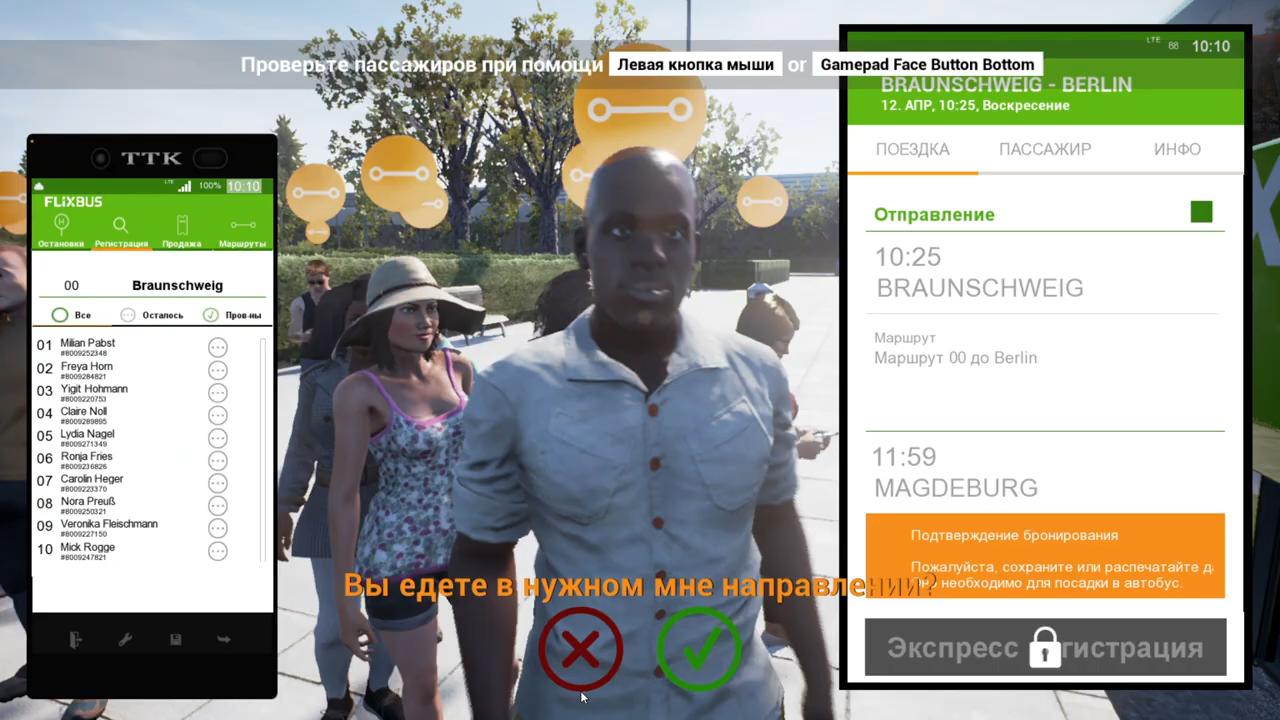 Проверьте пассажиров при помощи Левая кнопка мыши or Gamepad Face Button Bottom
TTK
LTE 100% 10:10
FLiXBUS
Остановки Регистрация Продажа Маршруты
00 Braunschweig
Все Осталось Пров-ны
01 Milian Pabst
#8009252348
02 Freya Horn
#8009284821
03 Yigit Hohmann
#8009220753
04 Claire Noll
#8009289895
05 Lydia Nagel
#8009271349
06 Ronja Fries
#8009236826
07 Carolin Heger
#8009223370
08 Nora Preuß
#8009250321
09 Veronika Fleischmann
#8009227150
10 Mick Rogge
#8009247821
LTE 88 10:10
BRAUNSCHWEIG - BERLIN
12. АПР, 10:25, Воскресение
ПОЕЗДКА ПАССАЖИР ИНФО
Отправление
10:25
BRAUNSCHWEIG
Маршрут
Маршрут 00 до Berlin
11:59
MAGDEBURG
Подтверждение бронирования
Пожалуйста, сохраните или распечатайте
необходимо для посадки в автобус.
Экспресс гистрация
Вы едете в нужном мне направлении?